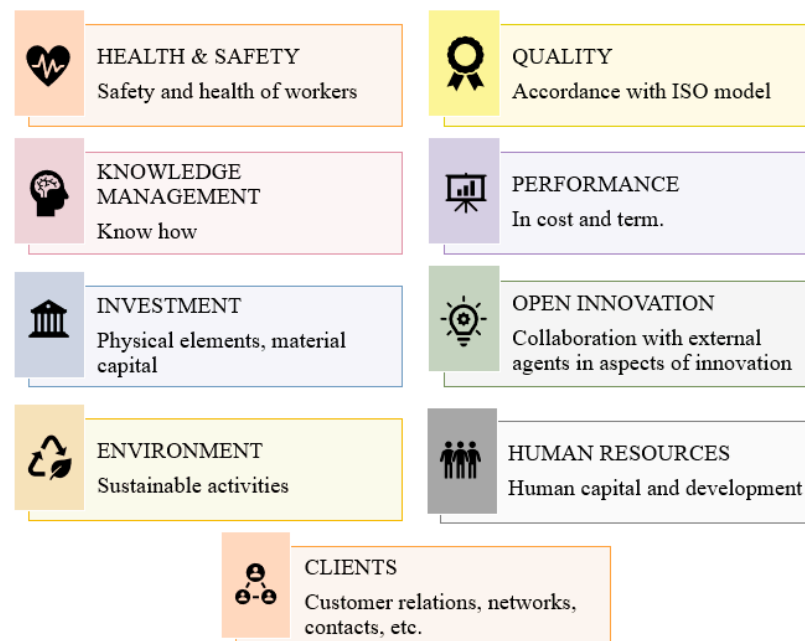 HEALTH & SAFETY
Safety and health of workers
QUALITY
Accordance with ISO model
KNOWLEDGE
MANAGEMENT
Know how
PERFORMANCE
In cost and term.
INVESTMENT
Physical elements, material
capital
OPEN INNOVATION
Collaboration with external
agents in aspects of innovation
ENVIRONMENT
Sustainable activities
HUMAN RESOURCES
Human capital and development
CLIENTS
Customer relations, networks,
contacts, etc.